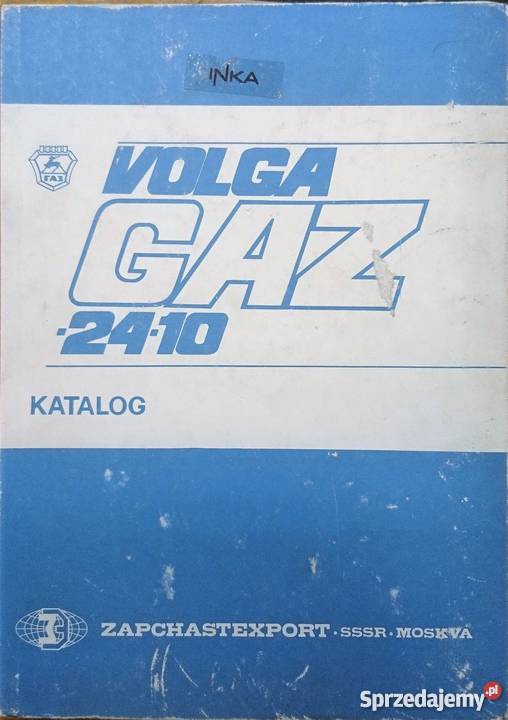 INKA
VOLGA
ГАЗ
GAZ
-24-10
KATALOG
ZAPCHASTEXPORT · SSSR · MOSKVA
Sprzedajemy.pl